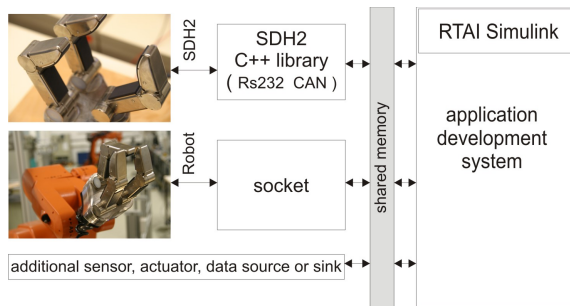 SDH2
SDH2
C++ library
( Rs232 CAN )
Robot
socket
additional sensor, actuator, data source or sink
shared memory
RTAI Simulink
application
development
system